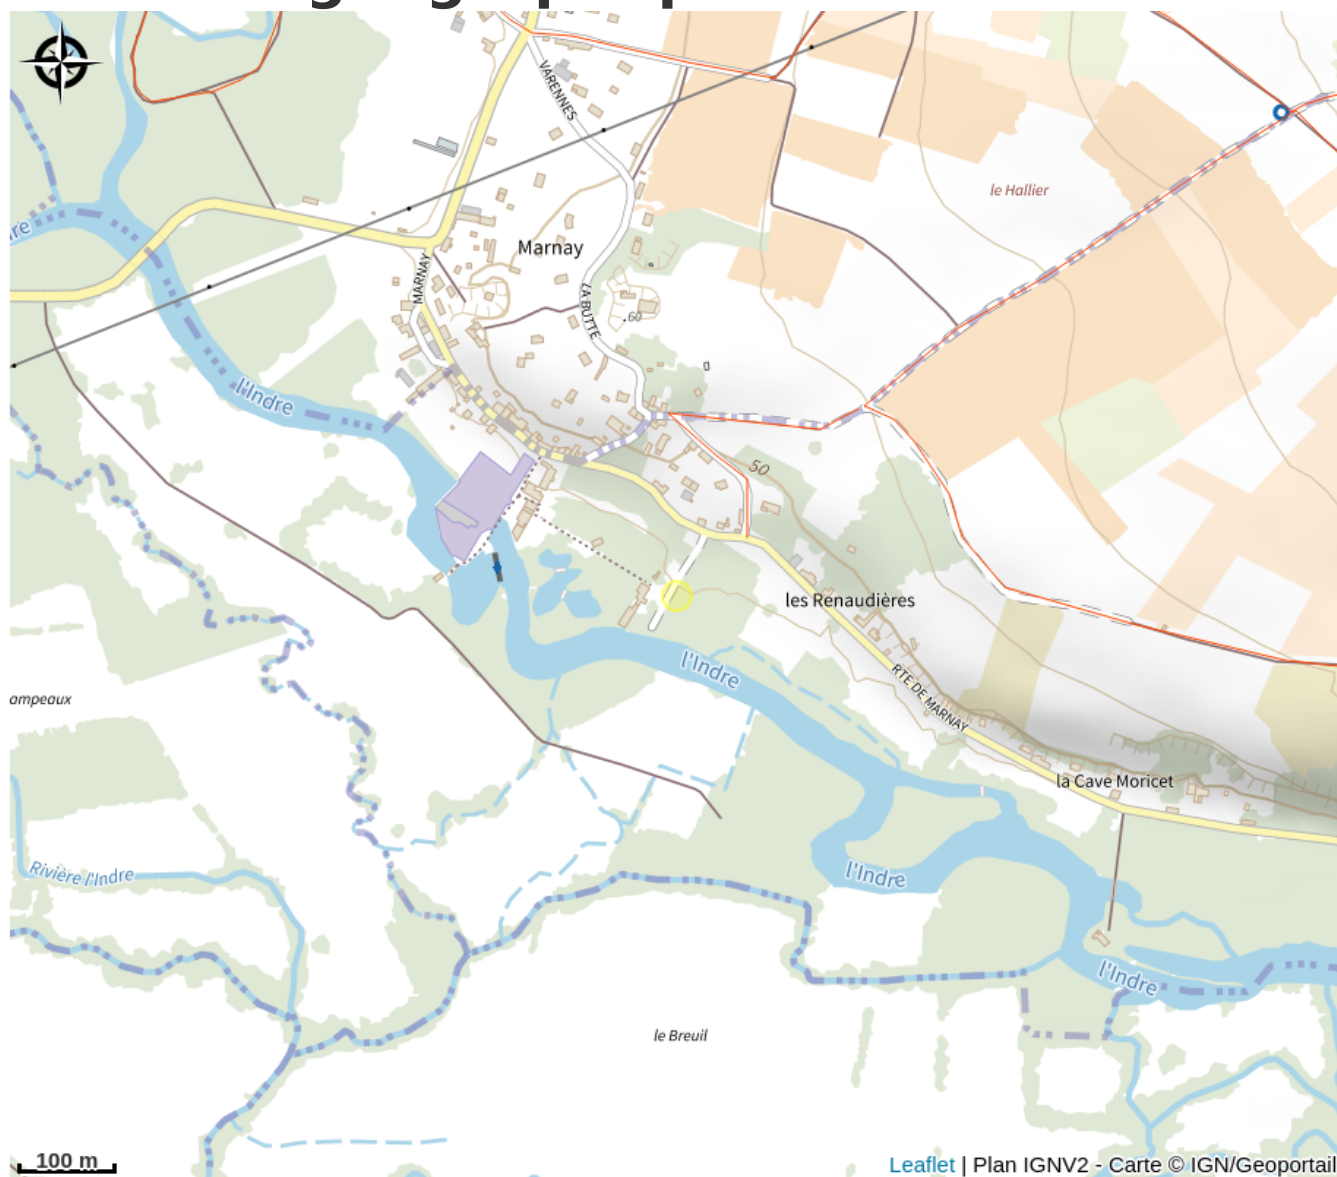 VARENNES
le Hallier
Marnay
MARNAY
LA BUTTE
.60
l'Indre
50
les Renaudières
l'Indre
RTE DE MARNAY
ampeaux
la Cave Moricet
l'Indre
Rivière l'Indre
l'Indre
le Breuil
100 m
Leaflet | Plan IGNV2 - Carte © IGN/Geoportail